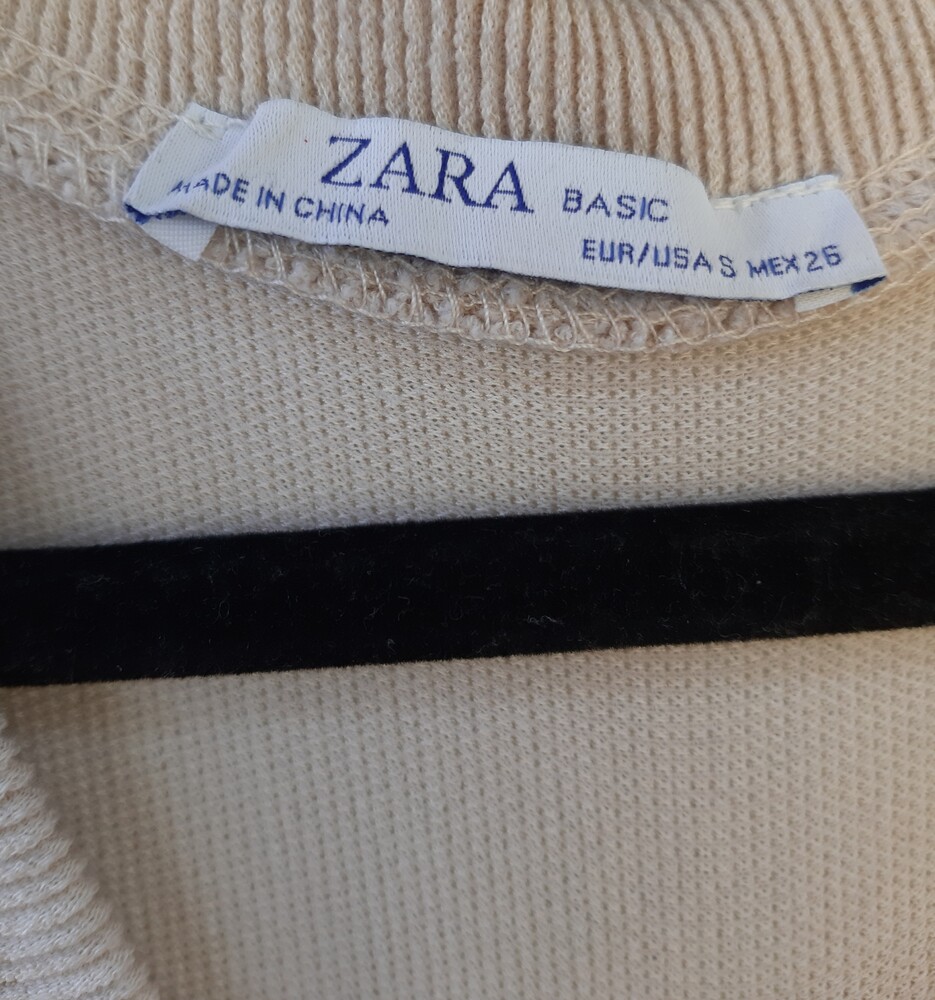 ZARA BASIC
MADE IN CHINA
EUR/USA S MEX 26